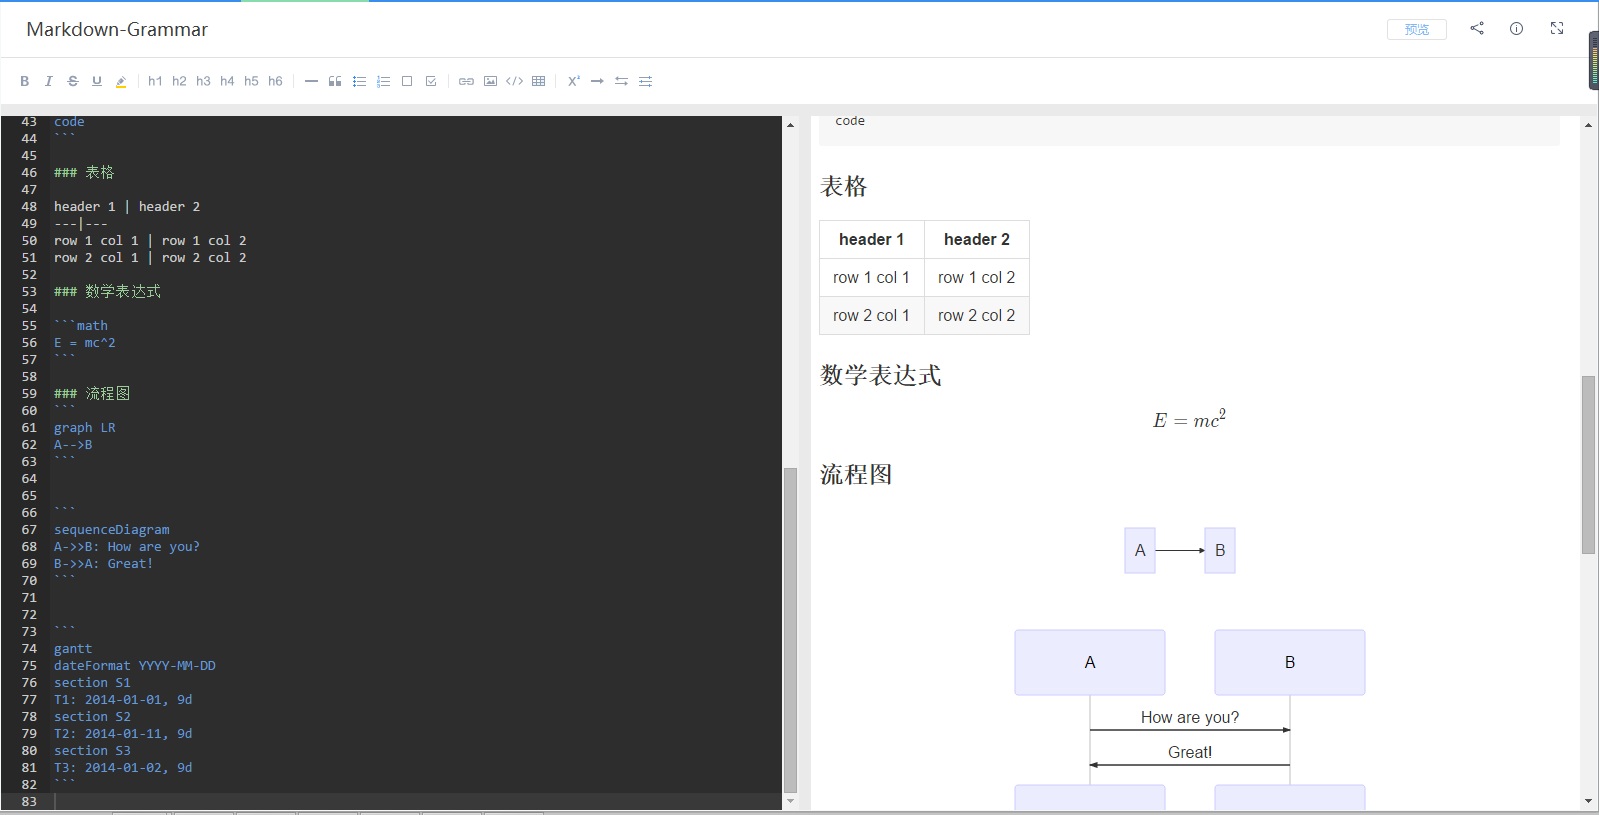 Markdown-Grammar
预览
B I S U h1 h2 h3 h4 h5 h6 </> X²
43 code
44 ```
45
46 ### 表格
47
48 header 1 | header 2
49 ---|---
50 row 1 col 1 | row 1 col 2
51 row 2 col 1 | row 2 col 2
52
53 ### 数学表达式
54
55 ```math
56 E = mc^2
57 ```
58
59 ### 流程图
60 ```
61 graph LR
62 A-->B
63 ```
64
65
66 ```
67 sequenceDiagram
68 A->>B: How are you?
69 B->>A: Great!
70 ```
71
72
73 ```
74 gantt
75 dateFormat YYYY-MM-DD
76 section S1
77 T1: 2014-01-01, 9d
78 section S2
79 T2: 2014-01-11, 9d
80 section S3
81 T3: 2014-01-02, 9d
82 ```
83
code
表格
header 1 header 2
row 1 col 1 row 1 col 2
row 2 col 1 row 2 col 2
数学表达式
E = mc²
流程图
A B
A B
How are you?
Great!